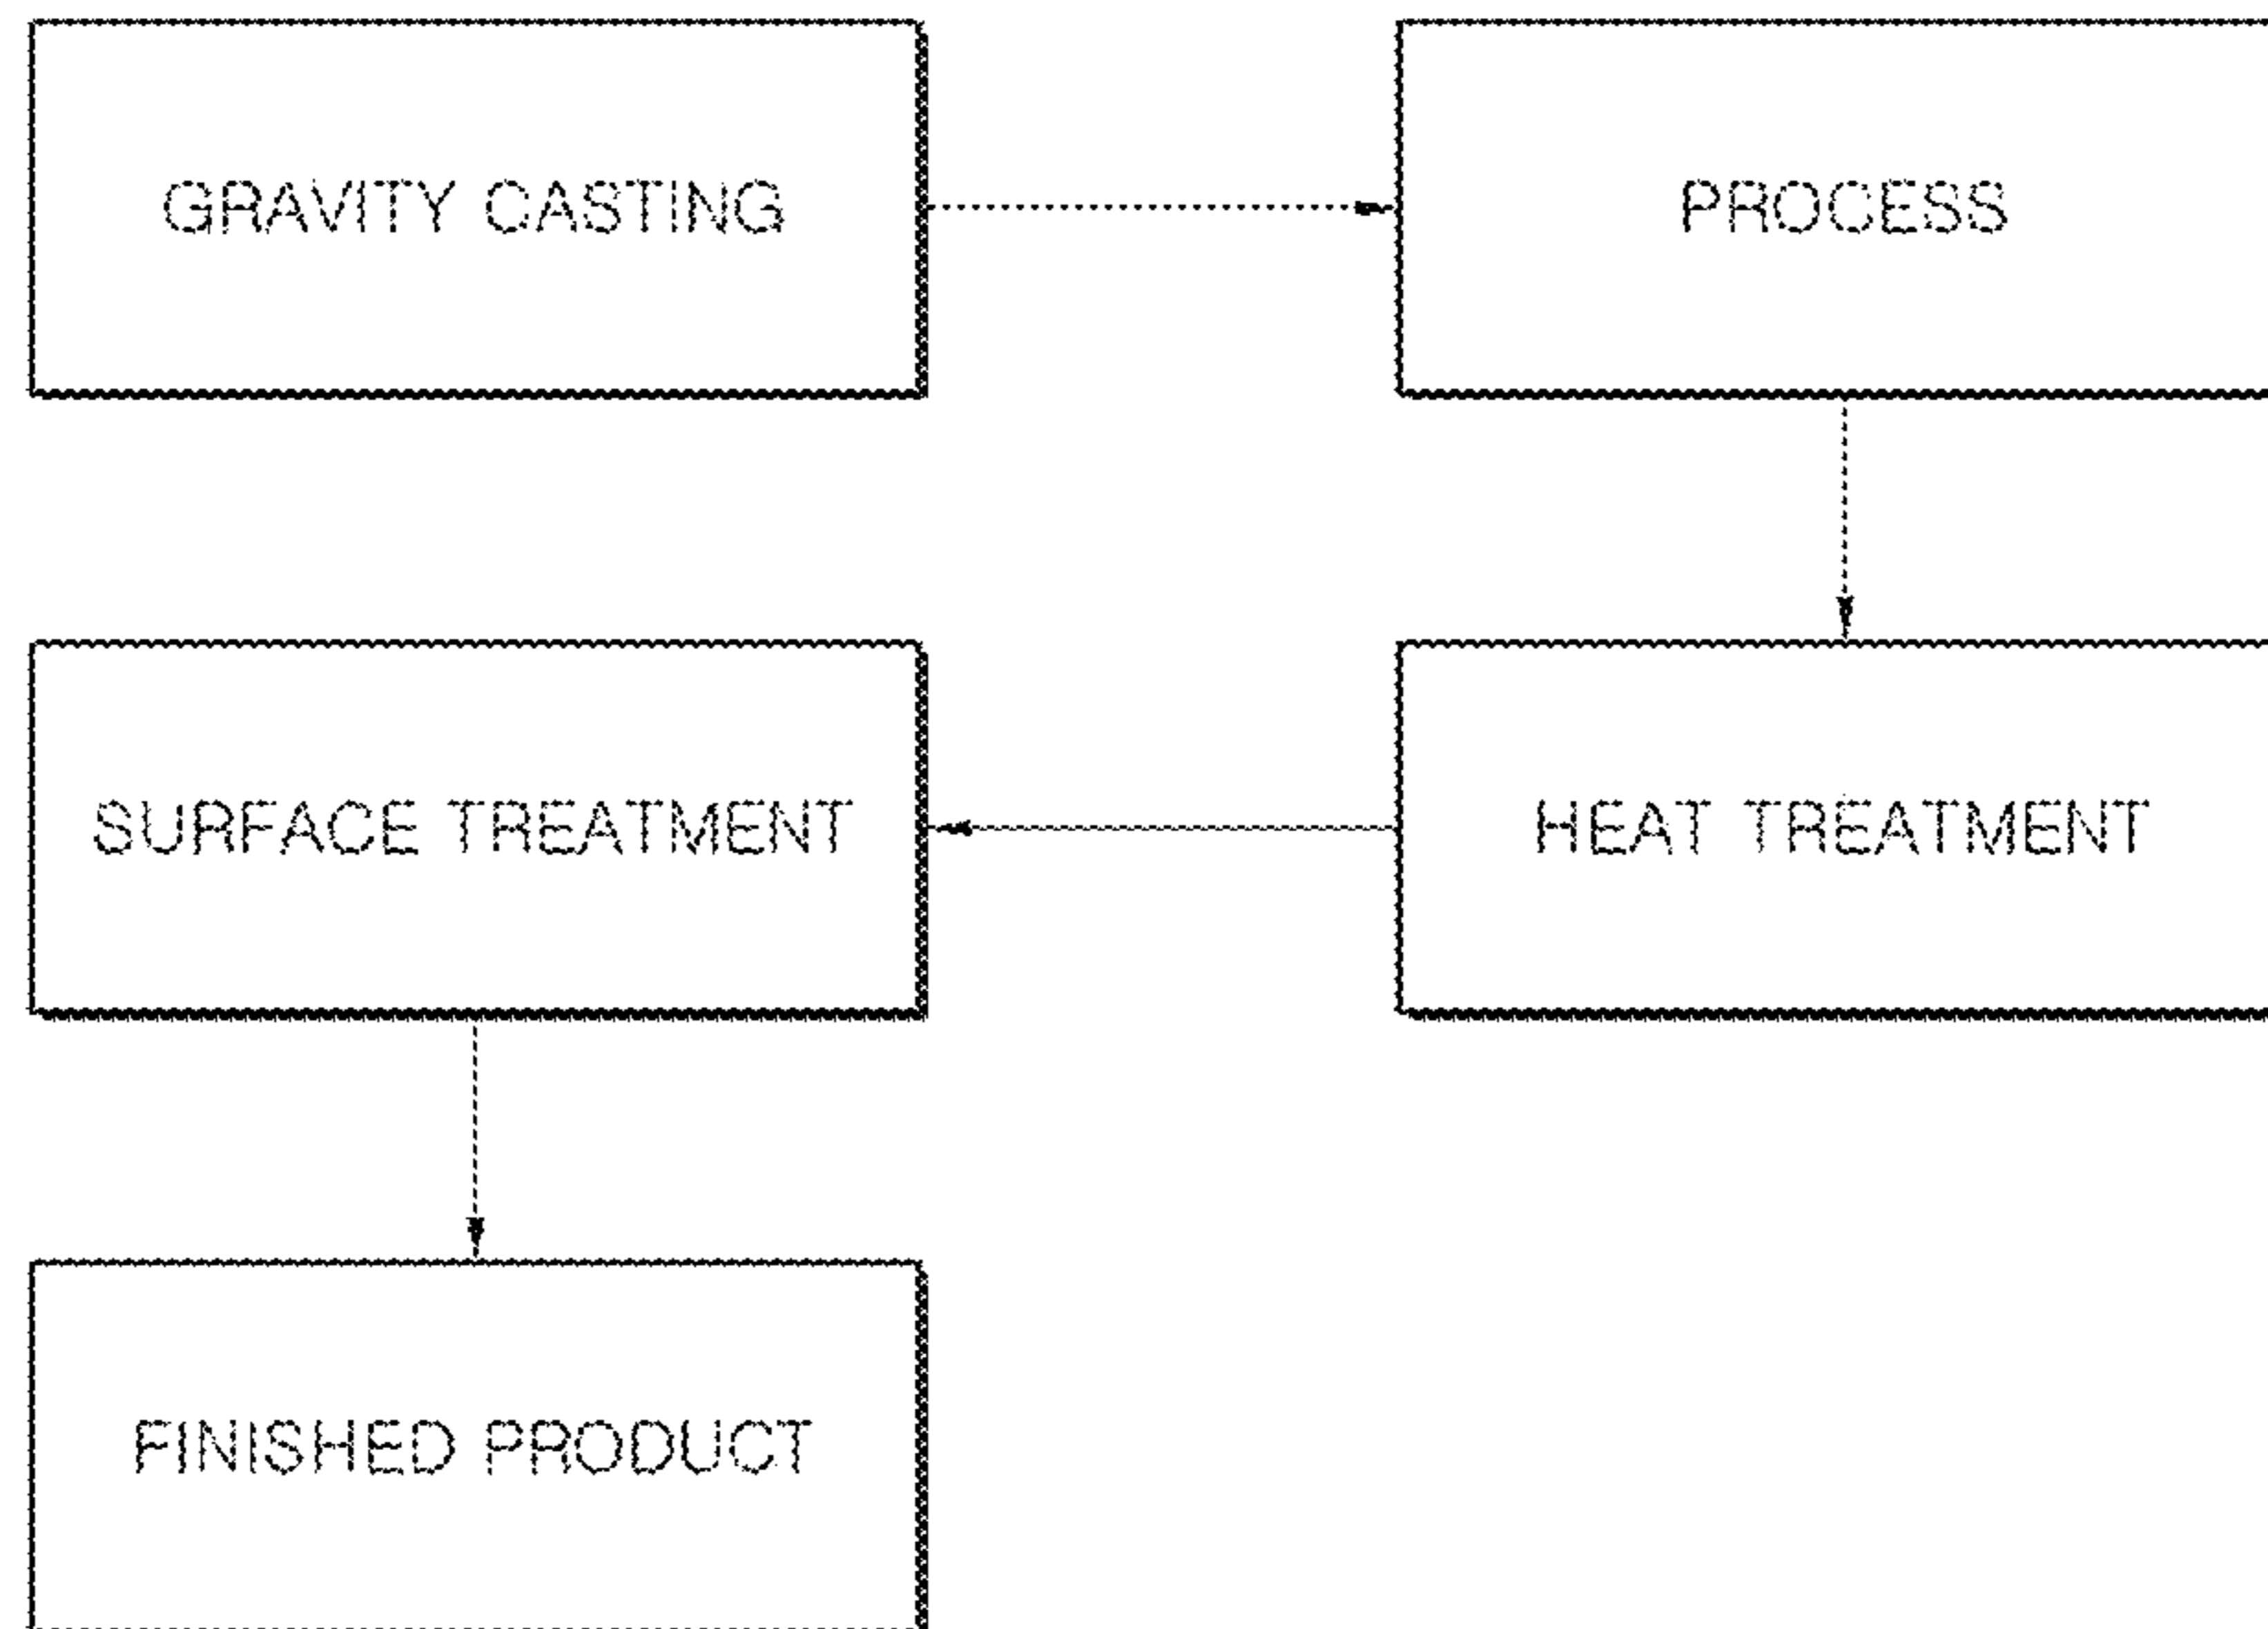 GRAVITY CASTING
PROCESS
SURFACE TREATMENT
HEAT TREATMENT
FINISHED PRODUCT